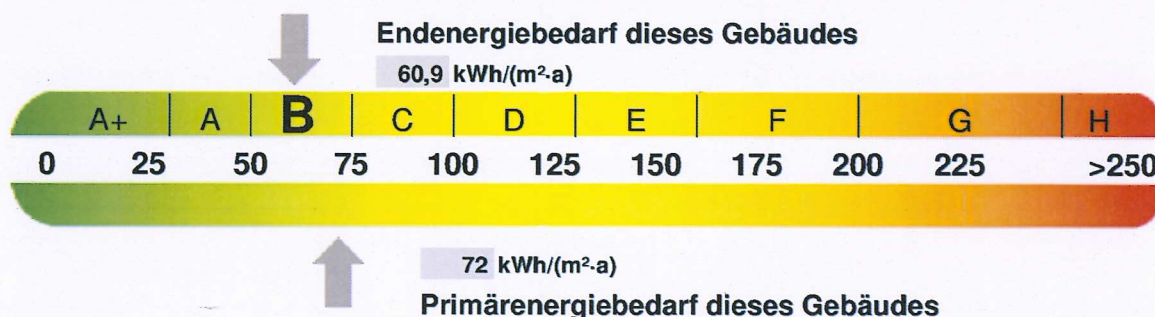 Endenergiebedarf dieses Gebäudes
60,9 kWh/(m²·a)
A+ A B C D E F G H
0 25 50 75 100 125 150 175 200 225 >250
72 kWh/(m²·a)
Primärenergiebedarf dieses Gebäudes